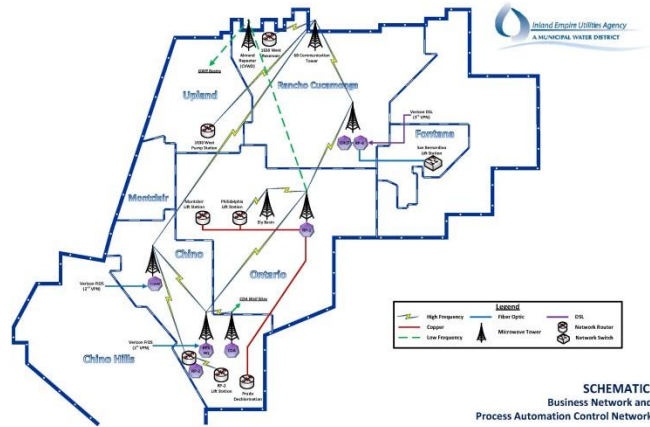 Inland Empire Utilities Agency
A MUNICIPAL WATER DISTRICT
Almond
Repeater
(CVWD)
1630 West
Reservoir
Communication
Tower
Upland
Rancho Cucamonga
Verizon DSL
Fontana
RP-4
San Bernardino
Lift Station
1630 West
Pump Station
Montclair
Montclair
Lift Station
Philadelphia
Lift Station
Ely Basin
RP-1
Chino
Ontario
Verizon FiOS
Verizon FiOS
CDA
Chino Hills
RP-2
RP-2
Lift Station
Prado
Dechlorination
Legend
High Frequency
Fiber Optic
DSL
Copper
Microwave Tower
Network Router
Low Frequency
Network Switch
SCHEMATIC
Business Network and
Process Automation Control Network